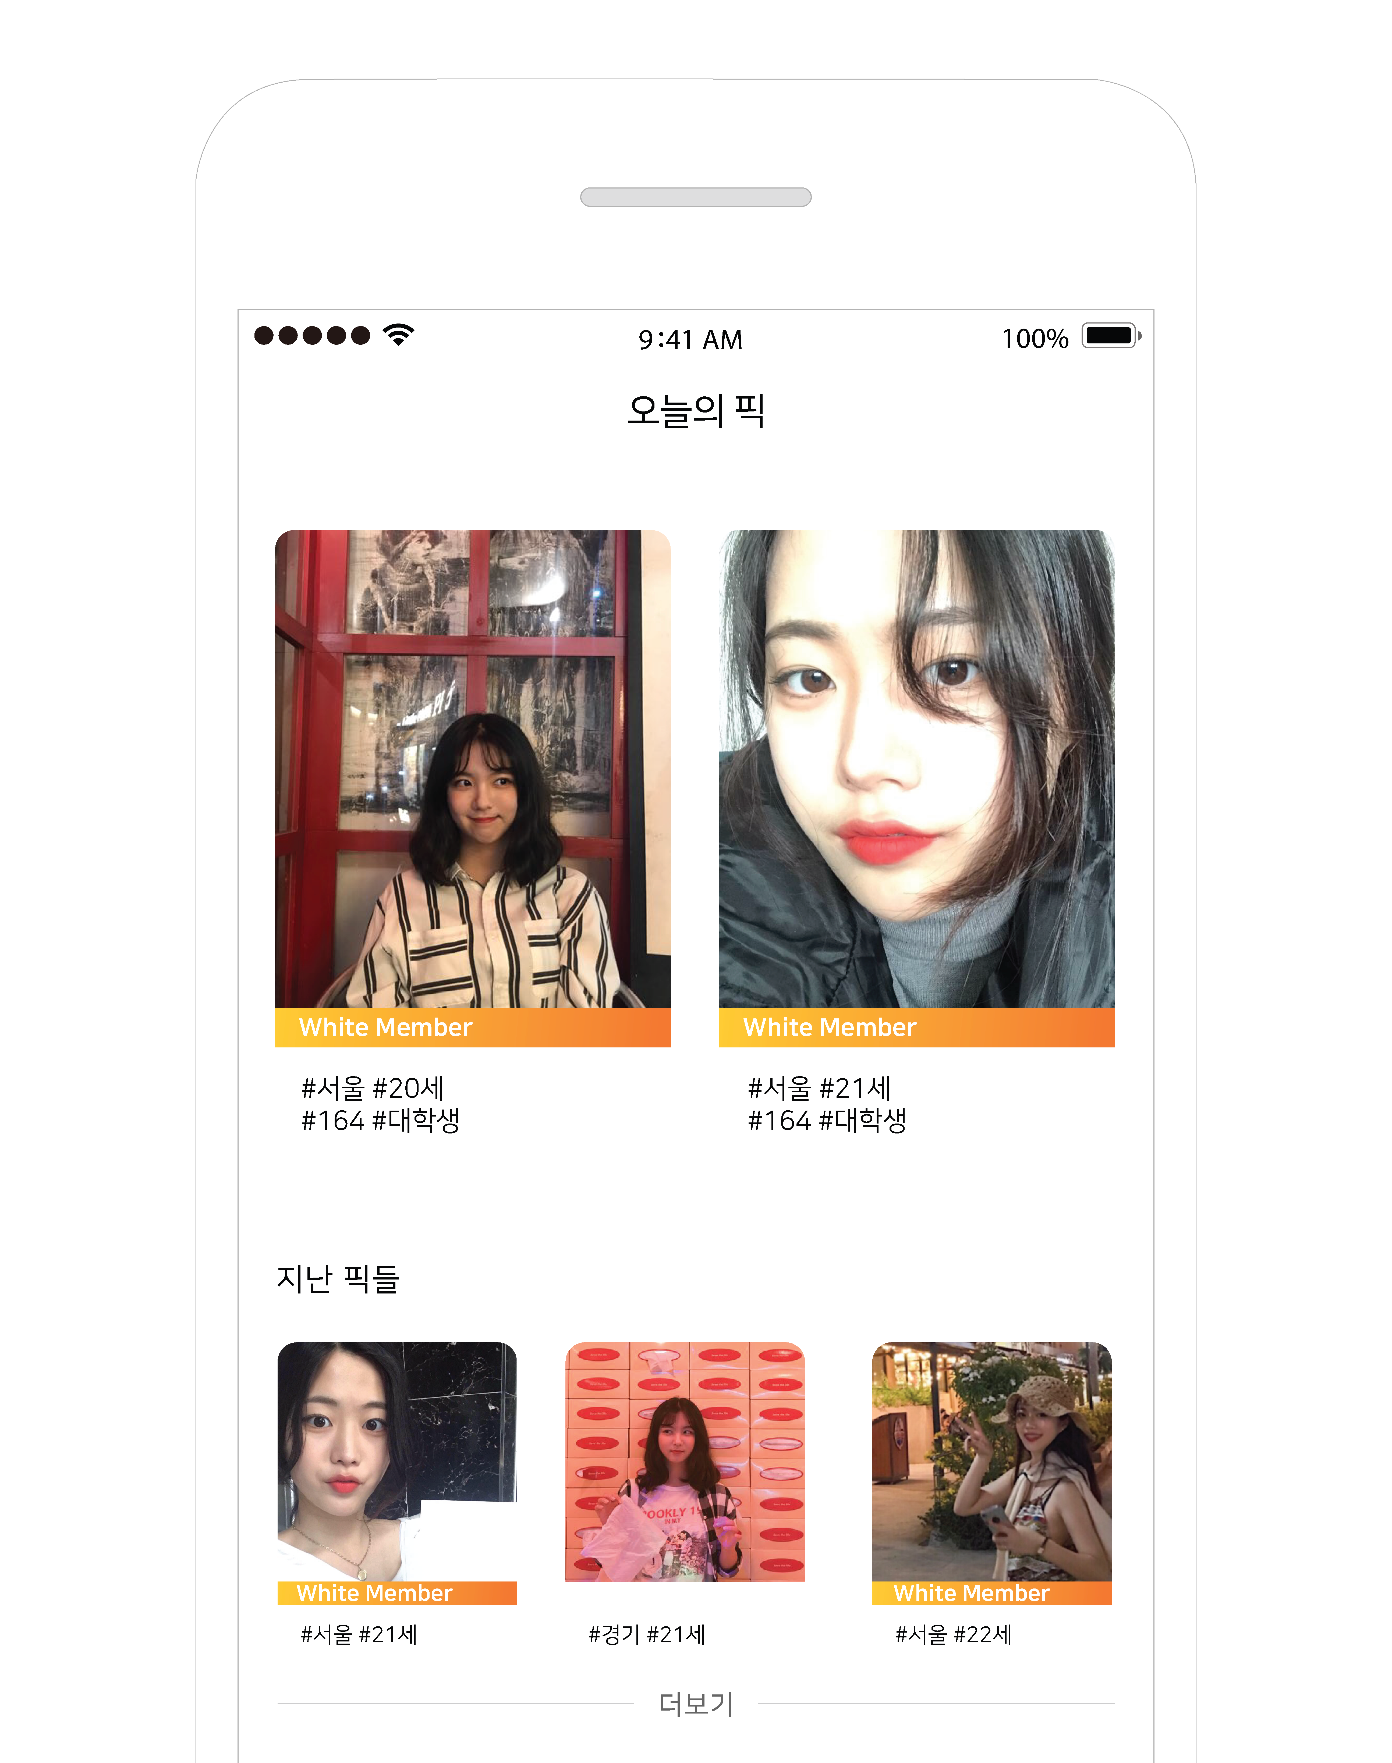 9:41 AM
100%
오늘의 픽
White Member
White Member
#서울 #20세
#164 #대학생
#서울 #21세
#164 #대학생
지난 픽들
OOKLY 19
White Member
White Member
#서울 #21세
#경기 #21세
#서울 #22세
더보기